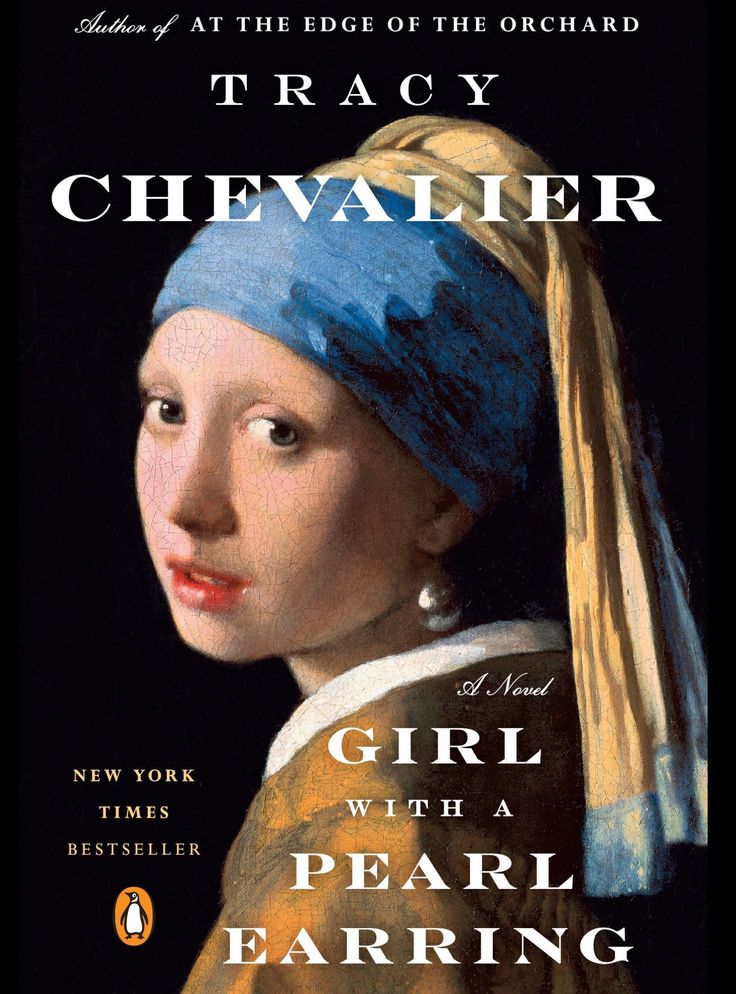 Author of AT THE EDGE OF THE ORCHARD
TRACY
CHEVALIER
A Novel
GIRL
WITH A
PEARL
EARRING
NEW YORK
TIMES
BESTSELLER